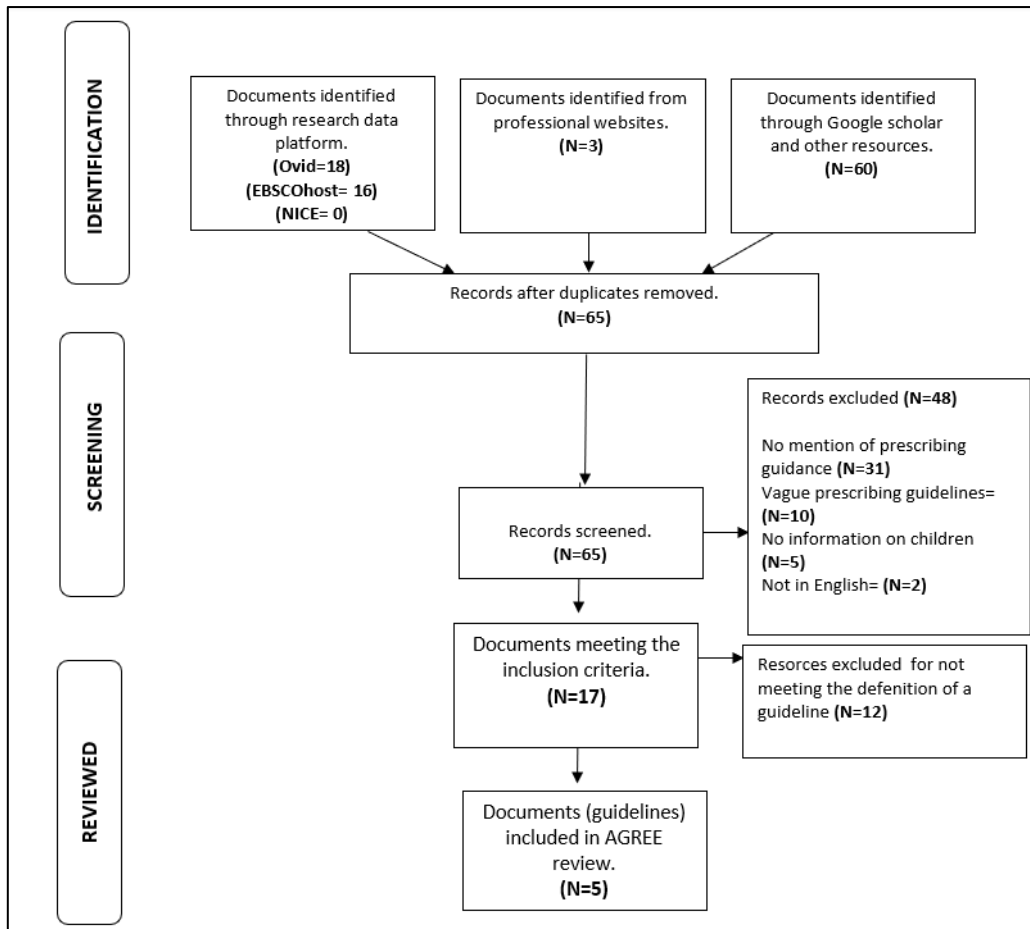 IDENTIFICATION
Documents identified
through research data
platform.
(Ovid=18)
(EBSCOhost= 16)
(NICE= 0)
Documents identified from
professional websites.
(N=3)
Documents identified
through Google scholar
and other resources.
(N=60)
Records after duplicates removed.
(N=65)
SCREENING
Records screened.
(N=65)
Records excluded (N=48)
No mention of prescribing
guidance (N=31)
Vague prescribing guidelines=
(N=10)
No information on children
(N=5)
Not in English= (N=2)
Documents meeting the
inclusion criteria.
(N=17)
Resorces excluded for not
meeting the defenition of a
guideline (N=12)
REVIEWED
Documents (guidelines)
included in AGREE
review.
(N=5)